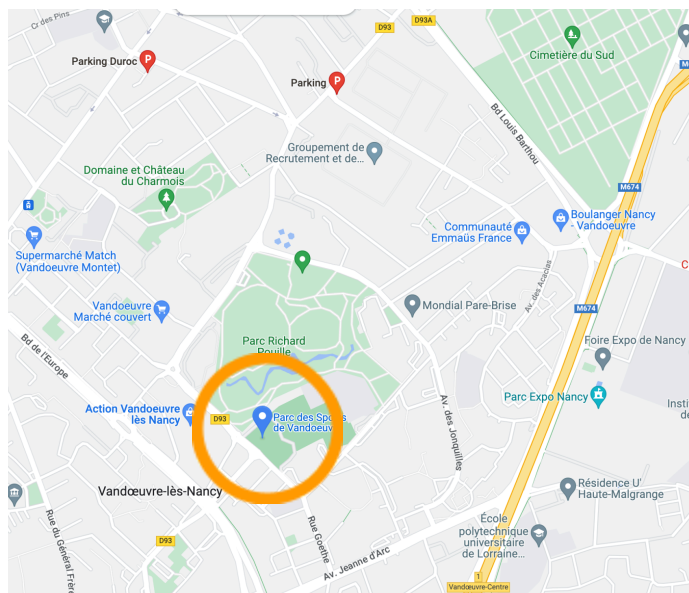 Cr des Pins
D93
D93A
Parking Duroc
P
Parking
P
Cimetière du Sud
Bd Louis Barthou
Groupement de
Recrutement et de...
M674
Domaine et Château
du Charmois
Communauté
Emmaüs France
Boulanger Nancy
- Vandoeuvre
Supermarché Match
(Vandoeuvre Montet)
Av. des Acacias
Vandoeuvre
Marché couvert
Mondial Pare-Brise
M674
Bd de l'Europe
Parc Richard
Pouille
Foire Expo de Nancy
Parc Expo Nancy
Action Vandoeuvre
lès Nancy
D93
Parc des Sports
de Vandoeuv
Av. des Jonquilles
Insti
de
Vandœuvre-lès-Nancy
Résidence U'
Haute-Malgrange
Rue du Général Frère
D93
Rue Goethe
Av. Jeanne d'Arc
École
polytechnique
universitaire
de Lorraine...
1
Vandœuvre-Centre